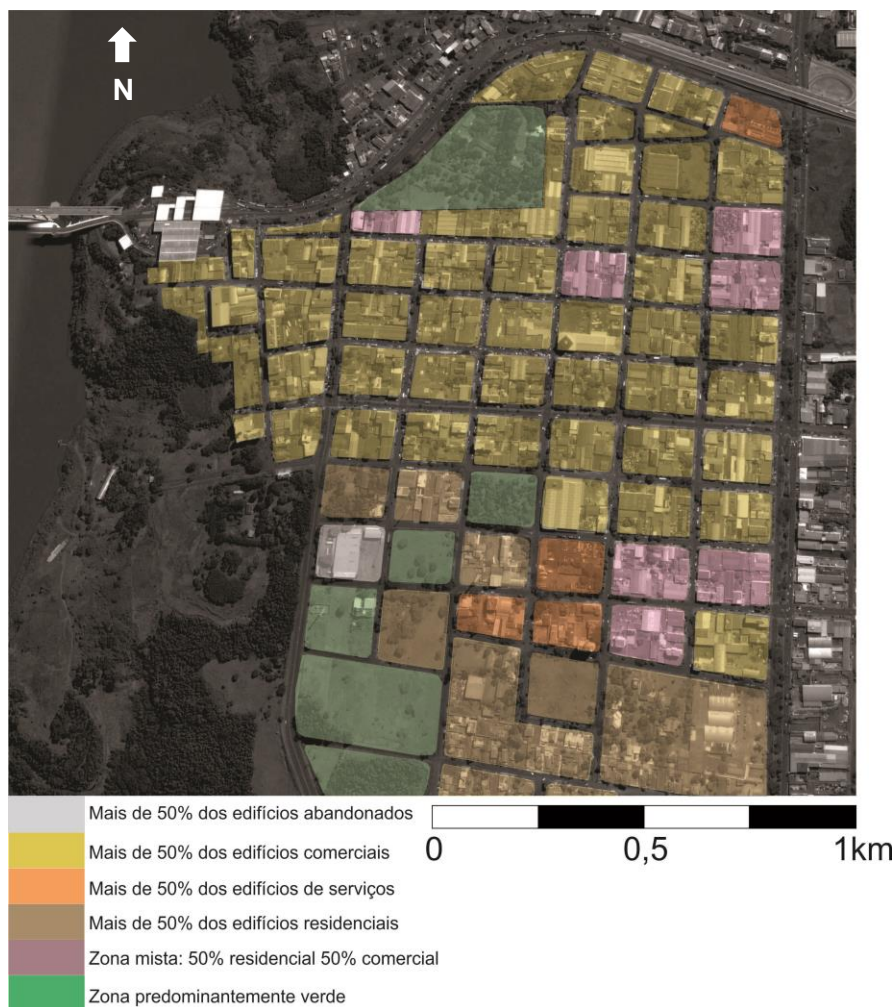 N
Mais de 50% dos edifícios abandonados
Mais de 50% dos edifícios comerciais
Mais de 50% dos edifícios de serviços
Mais de 50% dos edifícios residenciais
Zona mista: 50% residencial 50% comercial
Zona predominantemente verde
0 0,5 1km